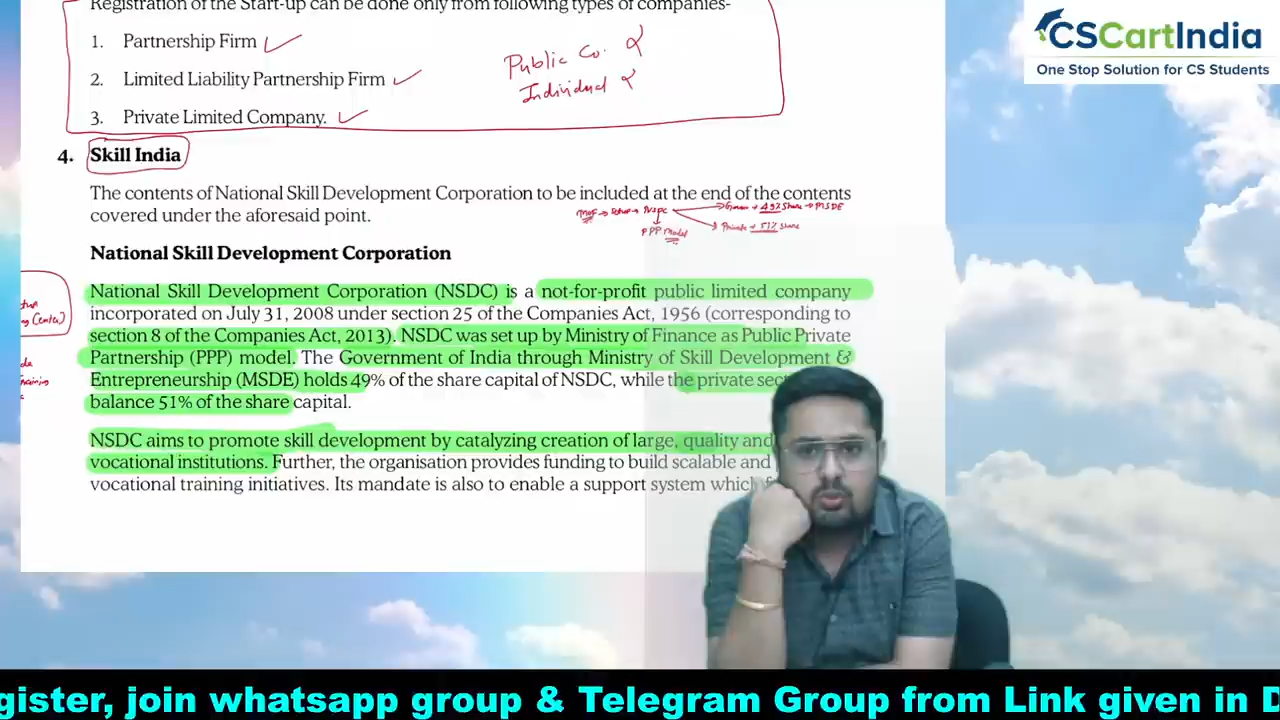 Registration of the Start-up can be done only from following types of companies-
1. Partnership Firm
2. Limited Liability Partnership Firm
3. Private Limited Company.
Public Co.
Individual
CSCartIndia
One Stop Solution for CS Students
4. Skill India
The contents of National Skill Development Corporation to be included at the end of the contents
covered under the aforesaid point.
PPP Model
Private → 51% Share
49% Share → MSDE
National Skill Development Corporation
National Skill Development Corporation (NSDC) is a not-for-profit public limited company
incorporated on July 31, 2008 under section 25 of the Companies Act, 1956 (corresponding to
section 8 of the Companies Act, 2013). NSDC was set up by Ministry of Finance as Public Private
Partnership (PPP) model. The Government of India through Ministry of Skill Development &
Entrepreneurship (MSDE) holds 49% of the share capital of NSDC, while the private sec
balance 51% of the share capital.
NSDC aims to promote skill development by catalyzing creation of large, quality and
vocational institutions. Further, the organisation provides funding to build scalable and
vocational training initiatives. Its mandate is also to enable a support system which
gister, join whatsapp group & Telegram Group from Link given in D